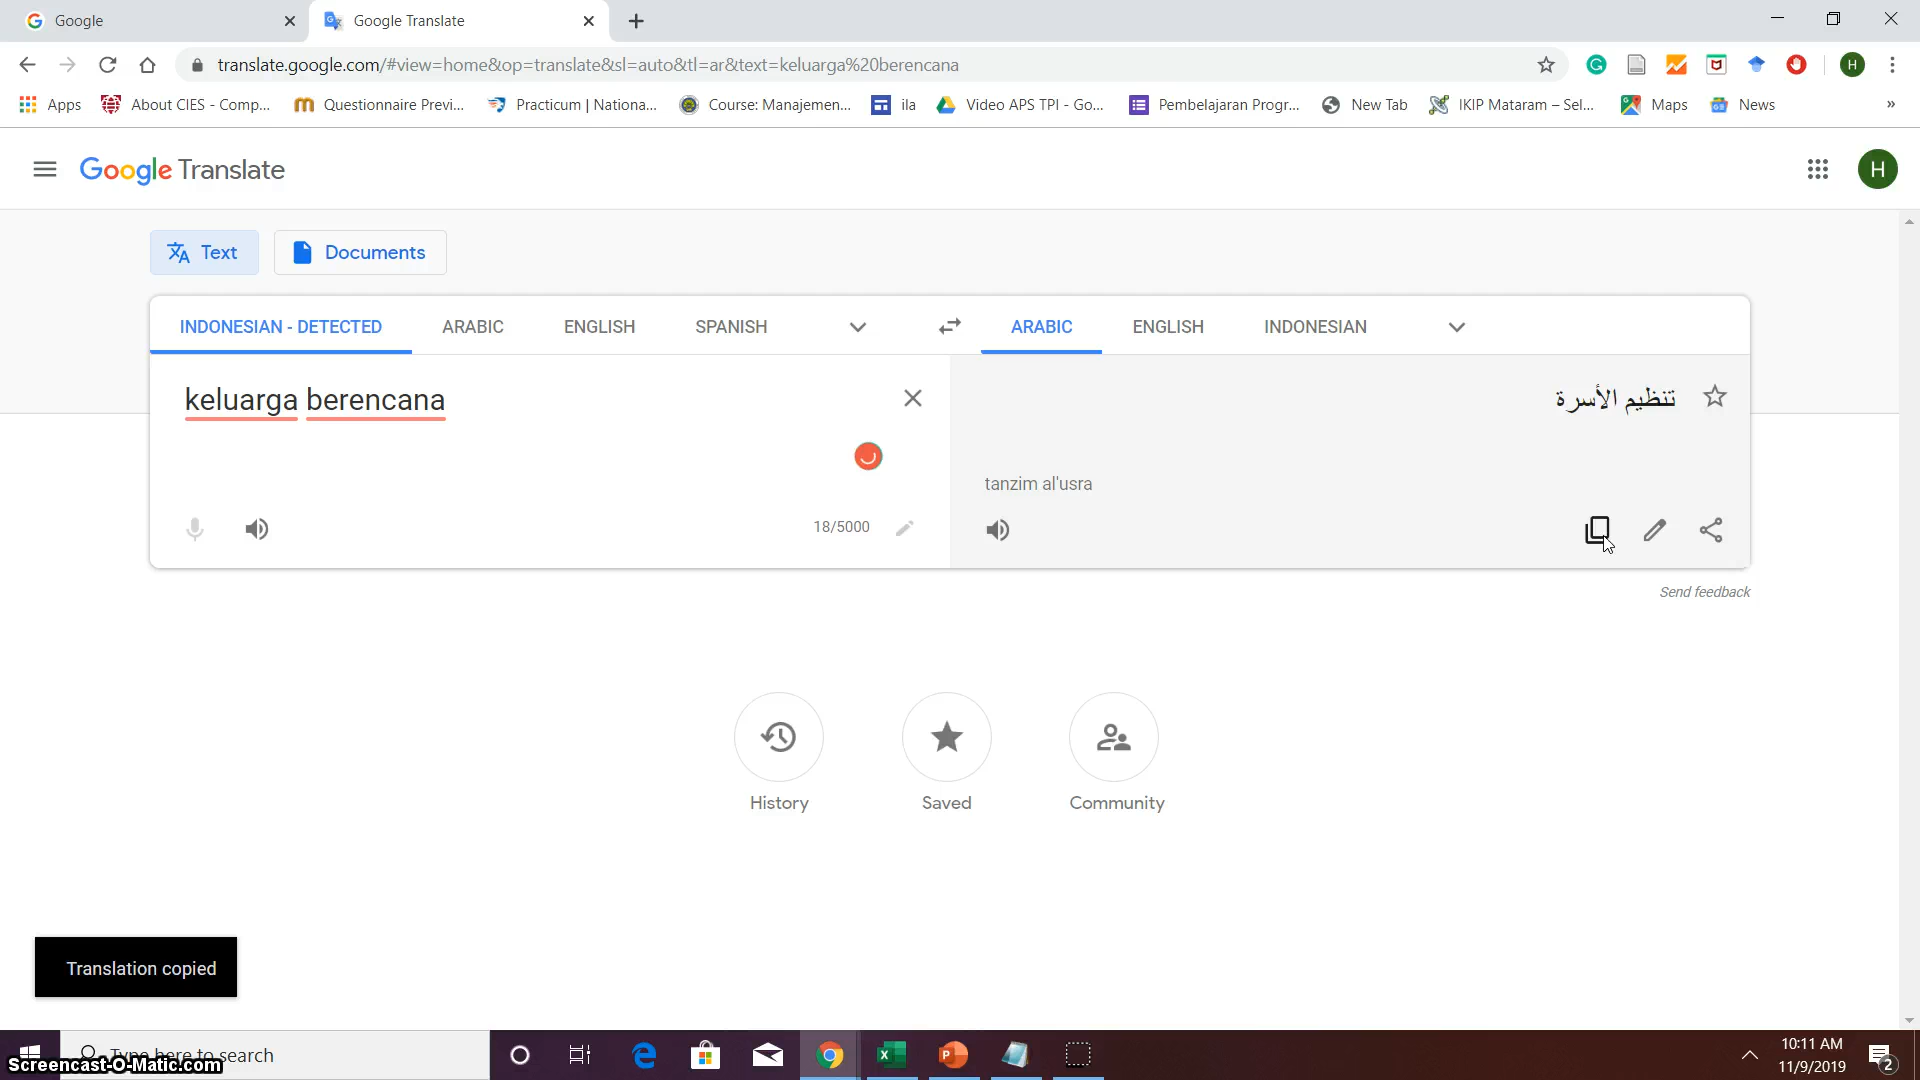 Google
Google Translate
translate.google.com/#view=home&op=translate&sl=auto&tl=ar&text=keluarga%20berencana
H
Apps
About CIES - Comp...
Questionnaire Previ...
Practicum | Nationa...
Course: Manajemen...
ila
Video APS TPI - Go...
Pembelajaran Progr...
New Tab
IKIP Mataram – Sel...
Maps
News
»
Google Translate
H
Text
Documents
INDONESIAN - DETECTED
ARABIC
ENGLISH
SPANISH
ARABIC
ENGLISH
INDONESIAN
keluarga berencana
تنظيم الأسرة
tanzim al'usra
18/5000
Send feedback
History
Saved
Community
Translation copied
Type here to search
Screencast-O-Matic.com
10:11 AM
11/9/2019
2